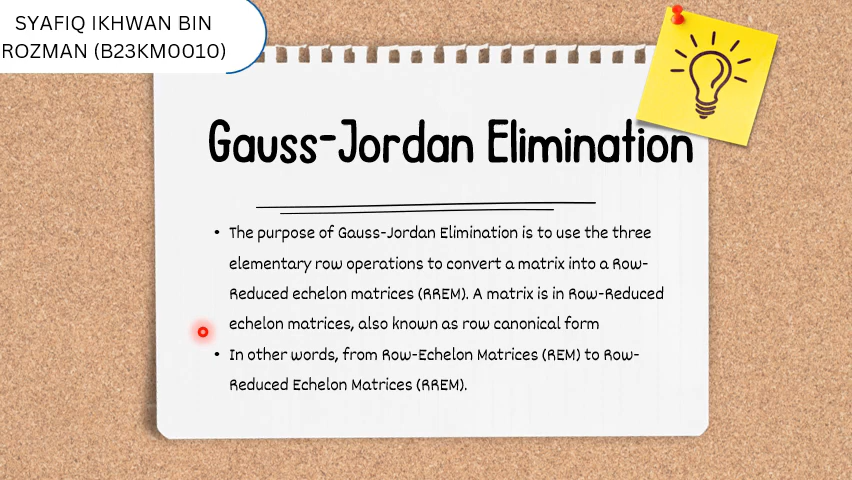 SYAFIQ IKHWAN BIN
ROZMAN (B23KM0010)
Gauss-Jordan Elimination
• The purpose of Gauss-Jordan Elimination is to use the three
elementary row operations to convert a matrix into a Row-
Reduced echelon matrices (RREM). A matrix is in Row-Reduced
echelon matrices, also known as row canonical form
• In other words, from Row-Echelon Matrices (REM) to Row-
Reduced Echelon Matrices (RREM).